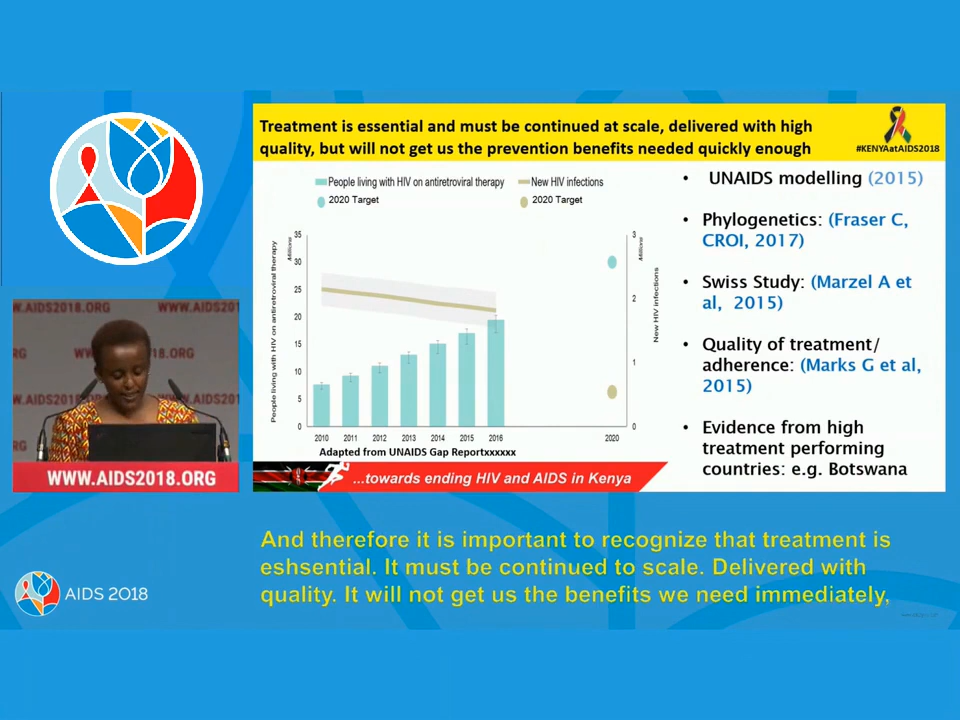 Treatment is essential and must be continued at scale, delivered with high
quality, but will not get us the prevention benefits needed quickly enough
#KENYAatAIDS2018
People living with HIV on antiretroviral therapy
New HIV infections
2020 Target
2020 Target
People living with HIV on antiretroviral therapy
Millions
35
30
25
20
15
10
5
0
2010 2011 2012 2013 2014 2015 2016 2020
3
2
1
0
Millions
New HIV infections
Adapted from UNAIDS Gap Reportxxxxxx
...towards ending HIV and AIDS in Kenya
• UNAIDS modelling (2015)
• Phylogenetics: (Fraser C,
CROI, 2017)
• Swiss Study: (Marzel A et
al, 2015)
• Quality of treatment/
adherence: (Marks G et al,
2015)
• Evidence from high
treatment performing
countries: e.g. Botswana
W.AIDS2018.ORG WWW.AIDS2018
RG WWW. 18.ORG
W.AIDS2 S2018
WWW.AIDS2018.ORG
And therefore it is important to recognize that treatment is
eshsential. It must be continued to scale. Delivered with
quality. It will not get us the benefits we need immediately,
AIDS 2018